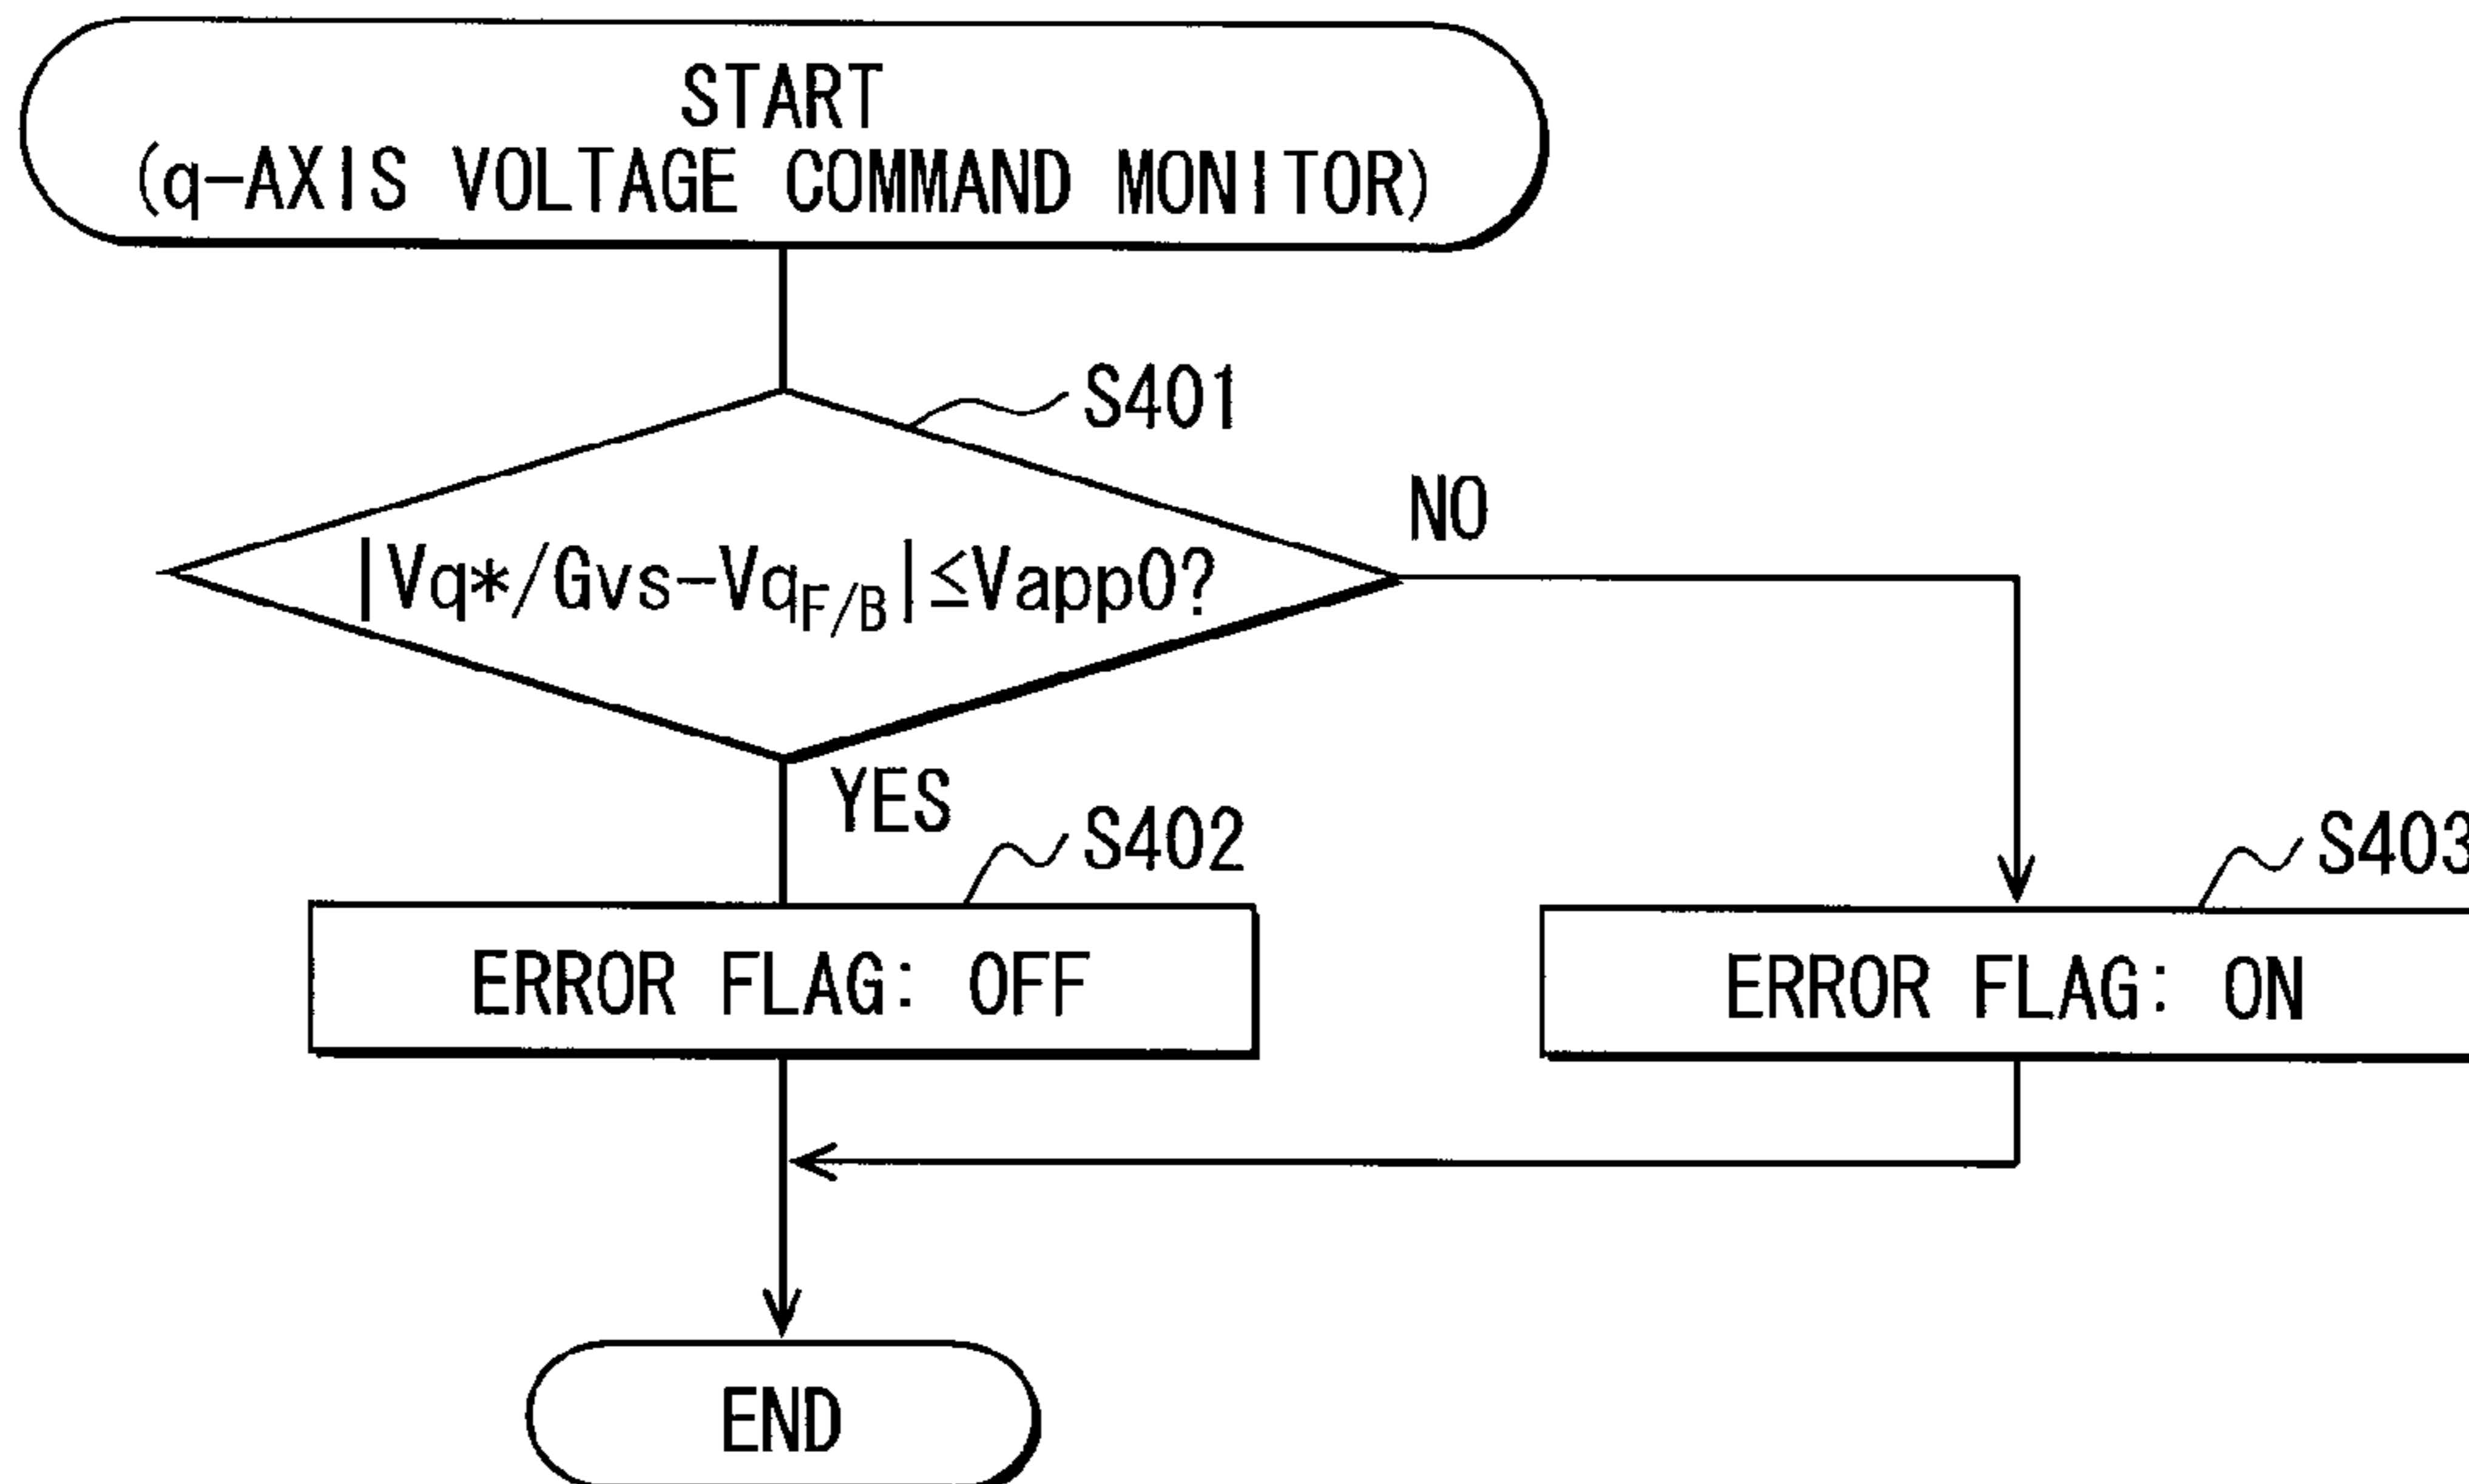 START
(q-AXIS VOLTAGE COMMAND MONITOR)
S401
NO
|Vq*/Gvs-VqF/B|≤Vapp0?
YES
S402
S403
ERROR FLAG: OFF
ERROR FLAG: ON
END